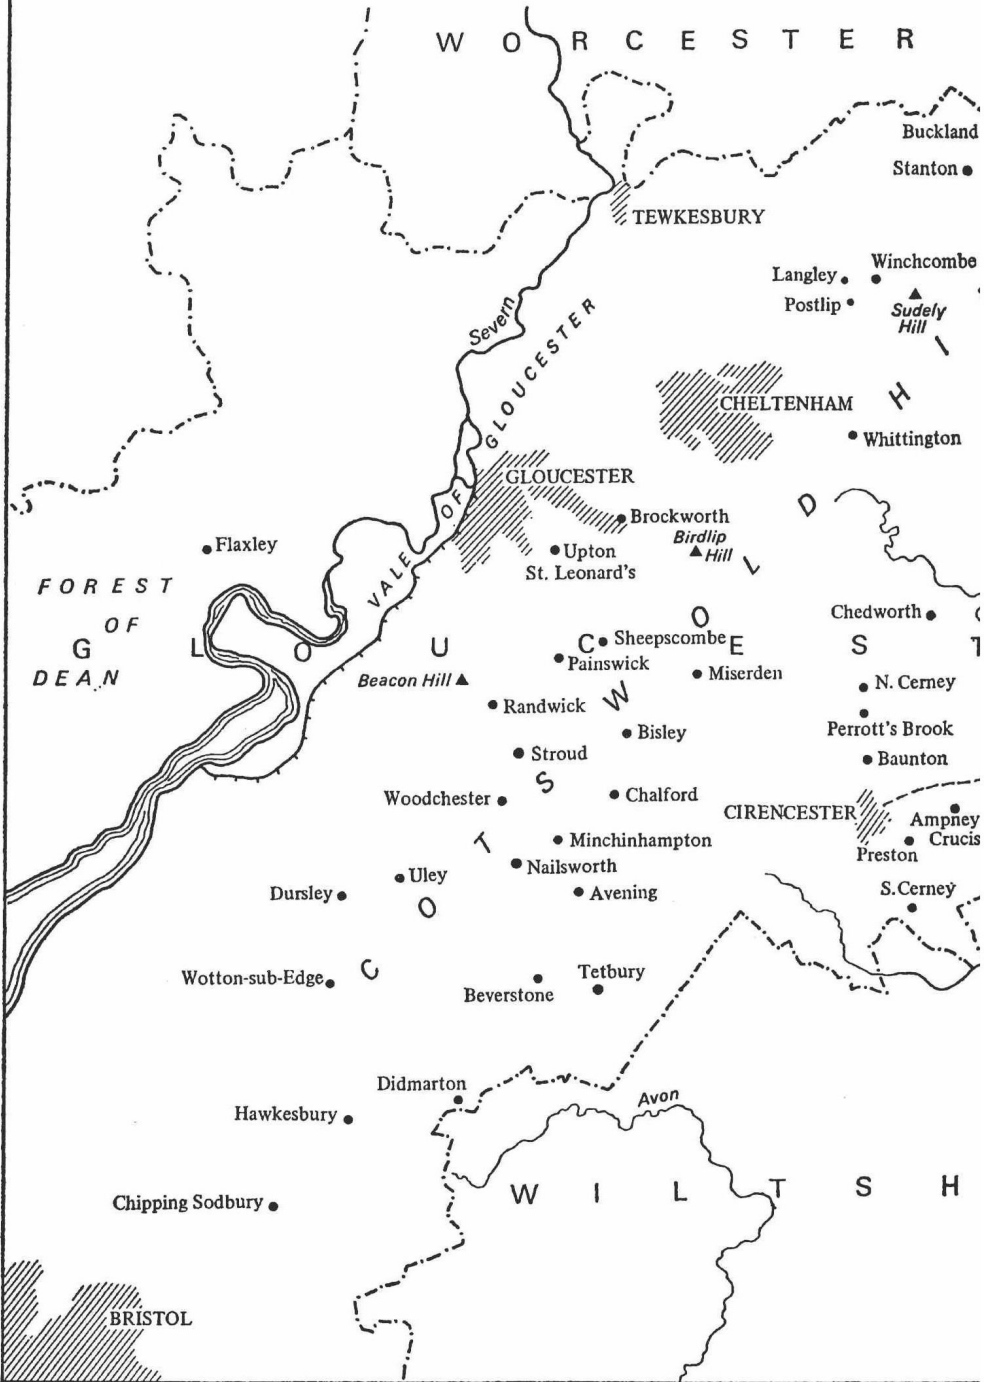 W O R C E S T E R
Buckland
Stanton
TEWKESBURY
Winchcombe
Langley
Postlip
Sudely
Hill
Severn
VALE OF GLOUCESTER
CHELTENHAM
Whittington
GLOUCESTER
Brockworth
Birdlip
Hill
Upton
St. Leonard's
Flaxley
FOREST
OF
DEAN
Chedworth
G L O U C E S T
COTSWOLD HI
Sheepscombe
Painswick
Miserden
Beacon Hill
N. Cerney
Randwick
Perrott's Brook
Bisley
Stroud
Baunton
Woodchester
Chalford
CIRENCESTER
Ampney
Crucis
Minchinhampton
Preston
Nailsworth
Uley
Dursley
Avening
S.Cerney
Wotton-sub-Edge
Tetbury
Beverstone
Didmarton
Hawkesbury
Avon
W I L T S H
Chipping Sodbury
BRISTOL